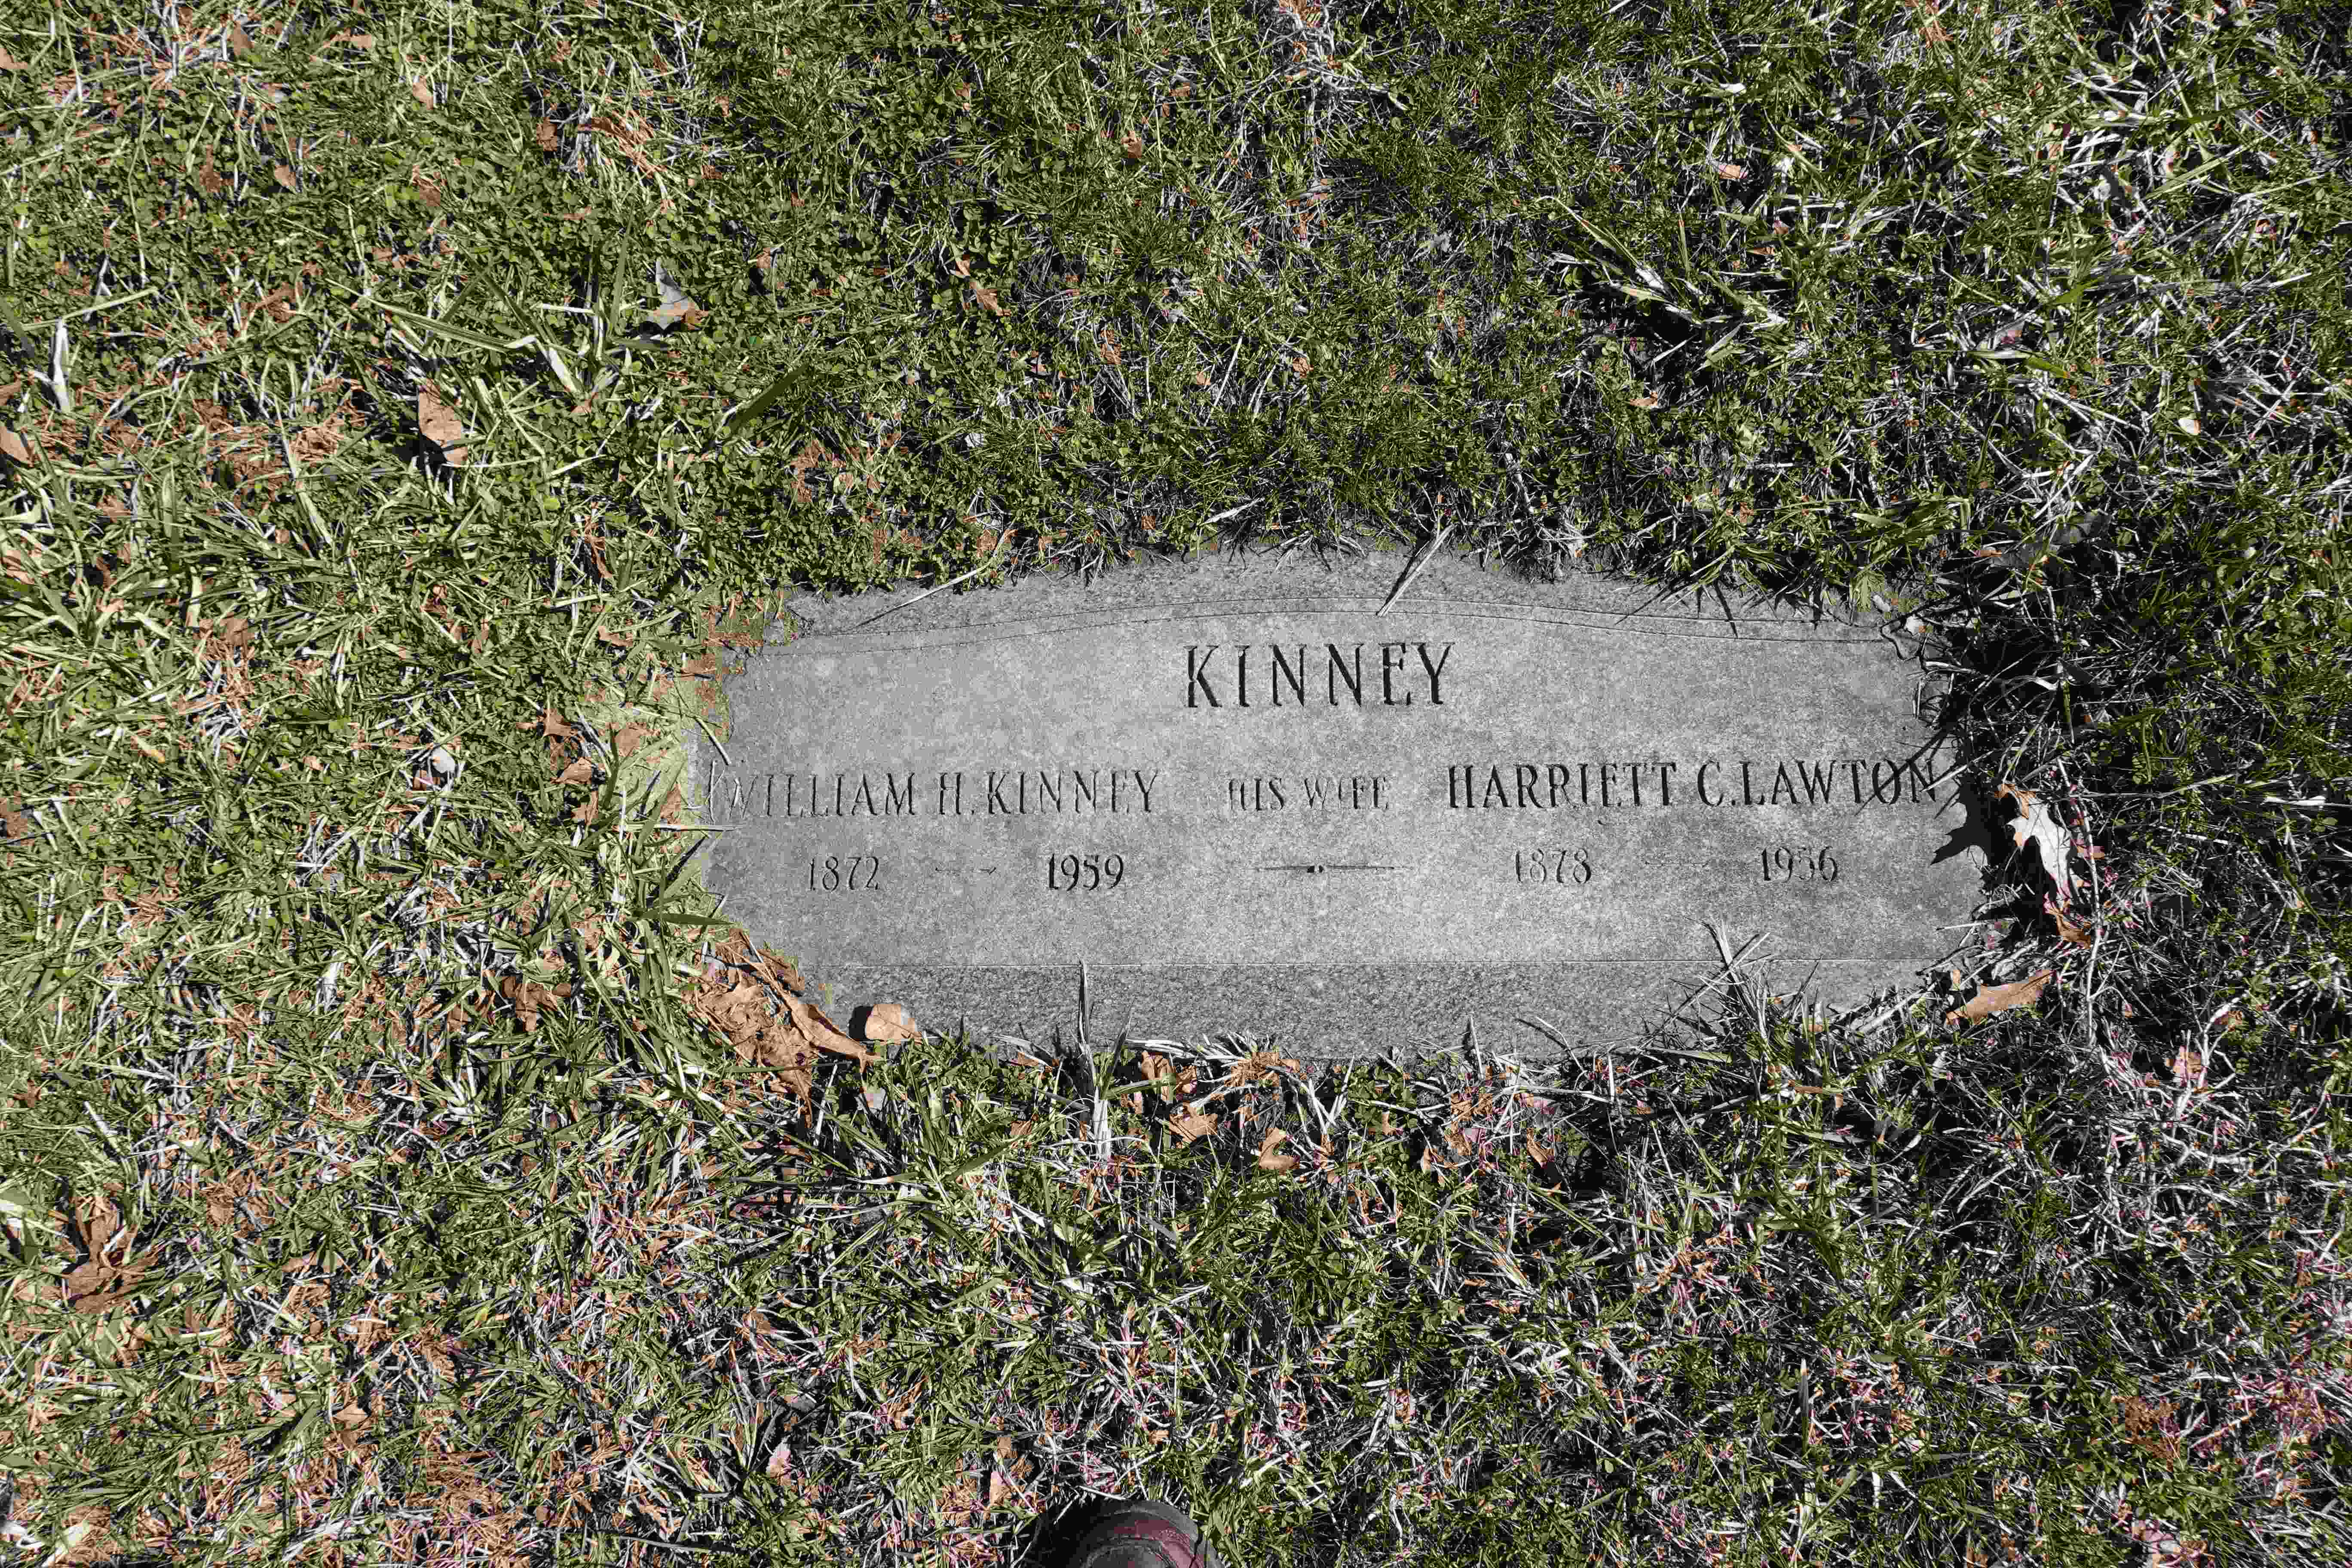 KINNEY
WILLIAM H. KINNEY HIS WIFE HARRIETT C. LAWTON
1872 — 1959 — 1878 — 1956